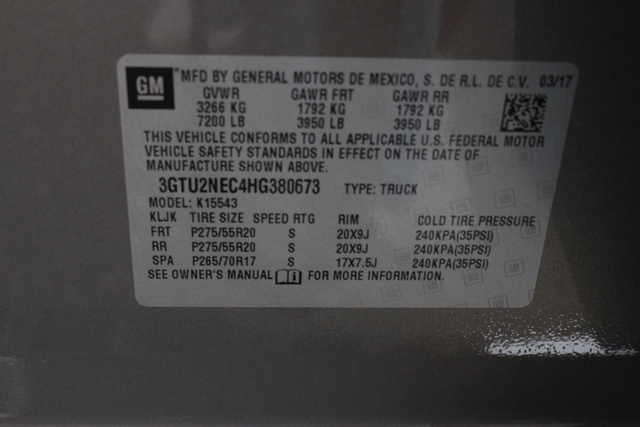 GM *MFD BY GENERAL MOTORS DE MEXICO, S. DE R.L. DE C.V. 03/17
GVWR GAWR FRT GAWR RR
3266 KG 1792 KG 1792 KG
7200 LB 3950 LB 3950 LB
THIS VEHICLE CONFORMS TO ALL APPLICABLE U.S. FEDERAL MOTOR
VEHICLE SAFETY STANDARDS IN EFFECT ON THE DATE OF
MANUFACTURE SHOWN ABOVE.
3GTU2NEC4HG380673 TYPE: TRUCK
MODEL: K15543
KLJK TIRE SIZE SPEED RTG RIM COLD TIRE PRESSURE
FRT P275/55R20 S 20X9J 240KPA(35PSI)
RR P275/55R20 S 20X9J 240KPA(35PSI)
SPA P265/70R17 S 17X7.5J 240KPA(35PSI)
SEE OWNER'S MANUAL FOR MORE INFORMATION.